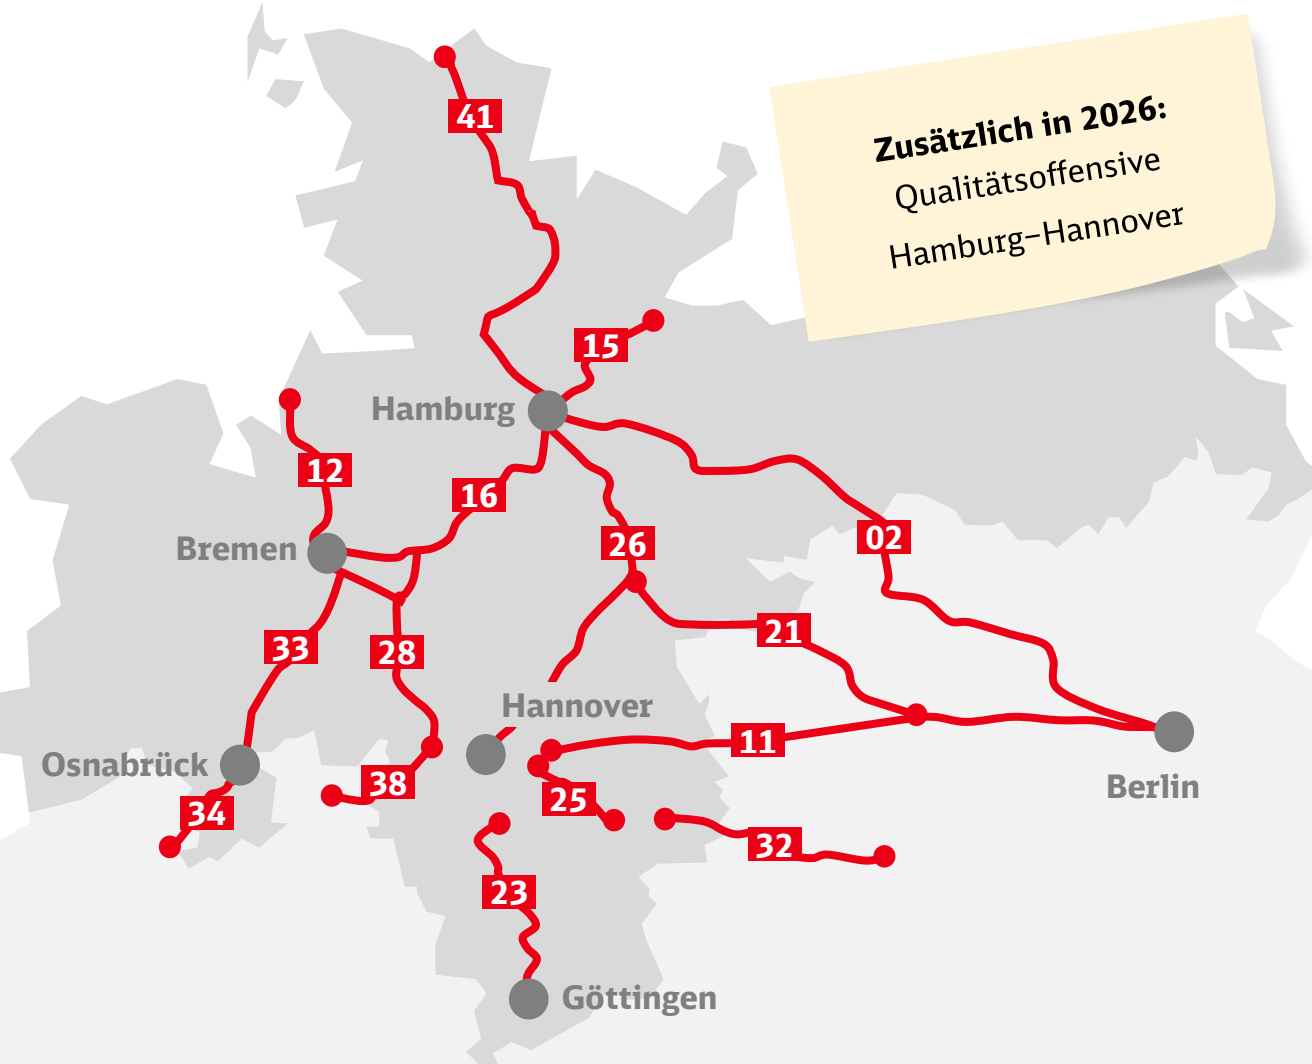 41
Zusätzlich in 2026:
Qualitätsoffensive
Hamburg–Hannover
15
Hamburg
12
16
Bremen
26
02
33
28
21
Hannover
11
Osnabrück
38
Berlin
34
25
32
23
Göttingen